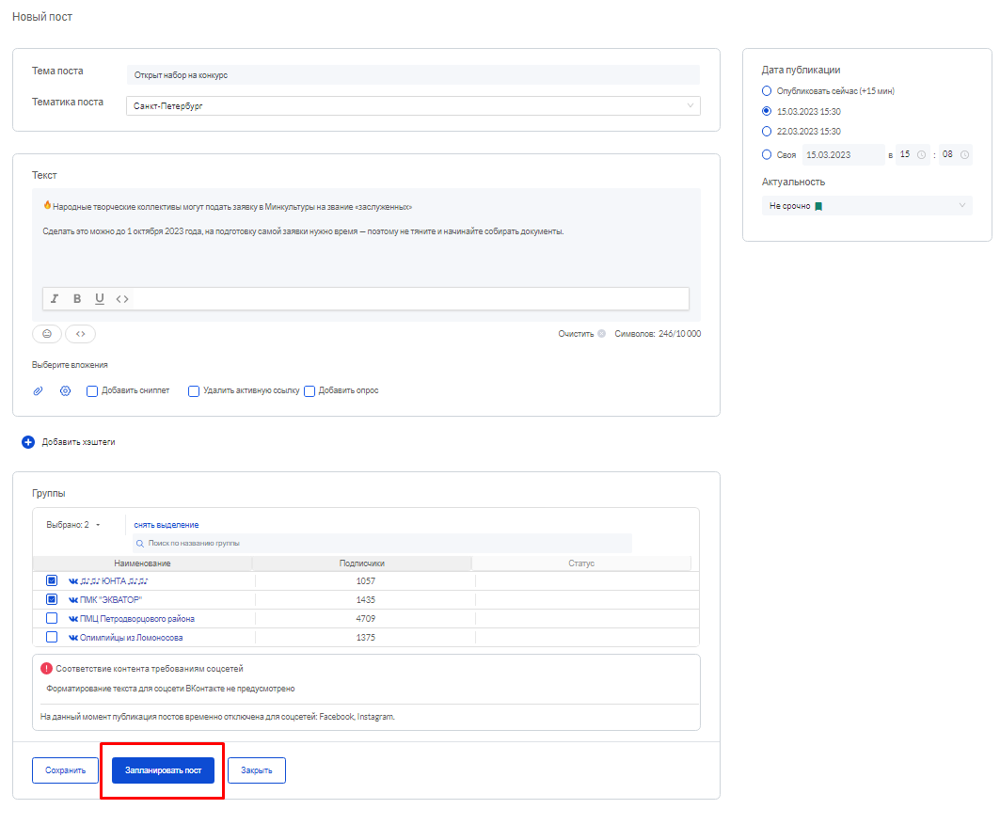 Новый пост
Тема поста
Открыт набор на конкурс
Тематика поста
Санкт-Петербург
Дата публикации
Опубликовать сейчас (+15 мин)
15.03.2023 15:30
22.03.2023 15:30
Своя 15.03.2023 в 15 : 08
Актуальность
Не срочно
Текст
🔥Народные творческие коллективы могут подать заявку в Минкультуры на звание «заслуженных»
Сделать это можно до 1 октября 2023 года, на подготовку самой заявки нужно время — поэтому не тяните и начинайте собирать документы.
I B U <>
<>
Очистить Символов: 246/10 000
Выберите вложения
Добавить сниппет Удалить активную ссылку Добавить опрос
Добавить хэштеги
Группы
Выбрано: 2 снять выделение
Поиск по названию группы
Наименование Подписчики Статус
🎶🎶 ЮНТА 🎶🎶 1057
ПМК "ЭКВАТОР" 1435
ПМЦ Петродворцового района 4709
Олимпийцы из Ломоносова 1375
Соответствие контента требованиям соцсетей
Форматирование текста для соцсети ВКонтакте не предусмотрено
На данный момент публикация постов временно отключена для соцсетей: Facebook, Instagram.
Сохранить Запланировать пост Закрыть